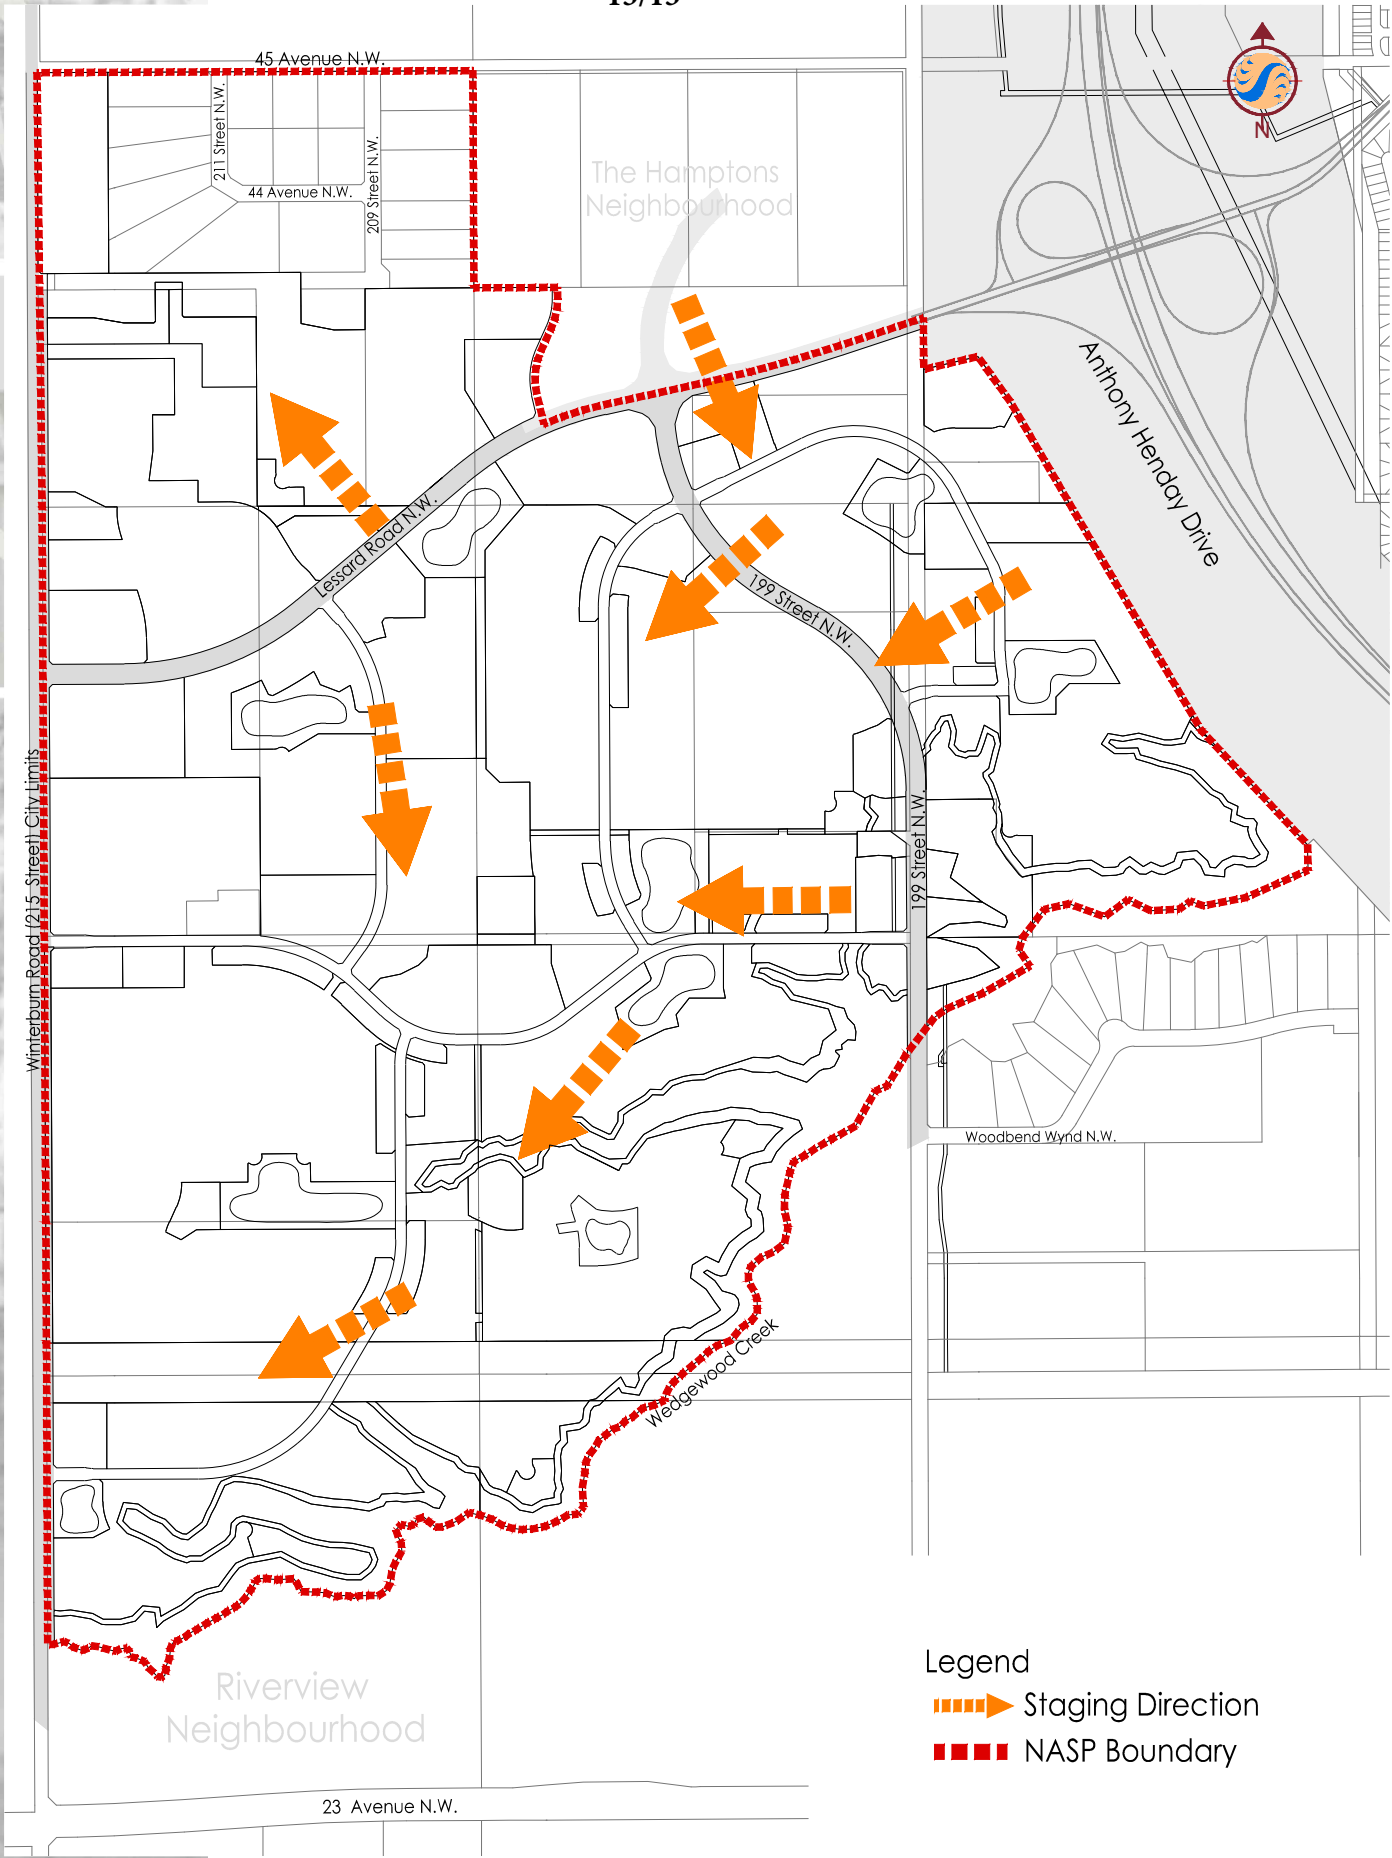 45 Avenue N.W.
211 Street N.W.
44 Avenue N.W.
209 Street N.W.
The Hamptons
Neighbourhood
N
Anthony Henday Drive
Lessard Road N.W.
199 Street N.W.
199 Street N.W.
Winterburn Road (215 Street) City Limits
Woodbend Wynd N.W.
Wedgewood Creek
Riverview
Neighbourhood
Legend
Staging Direction
NASP Boundary
23 Avenue N.W.